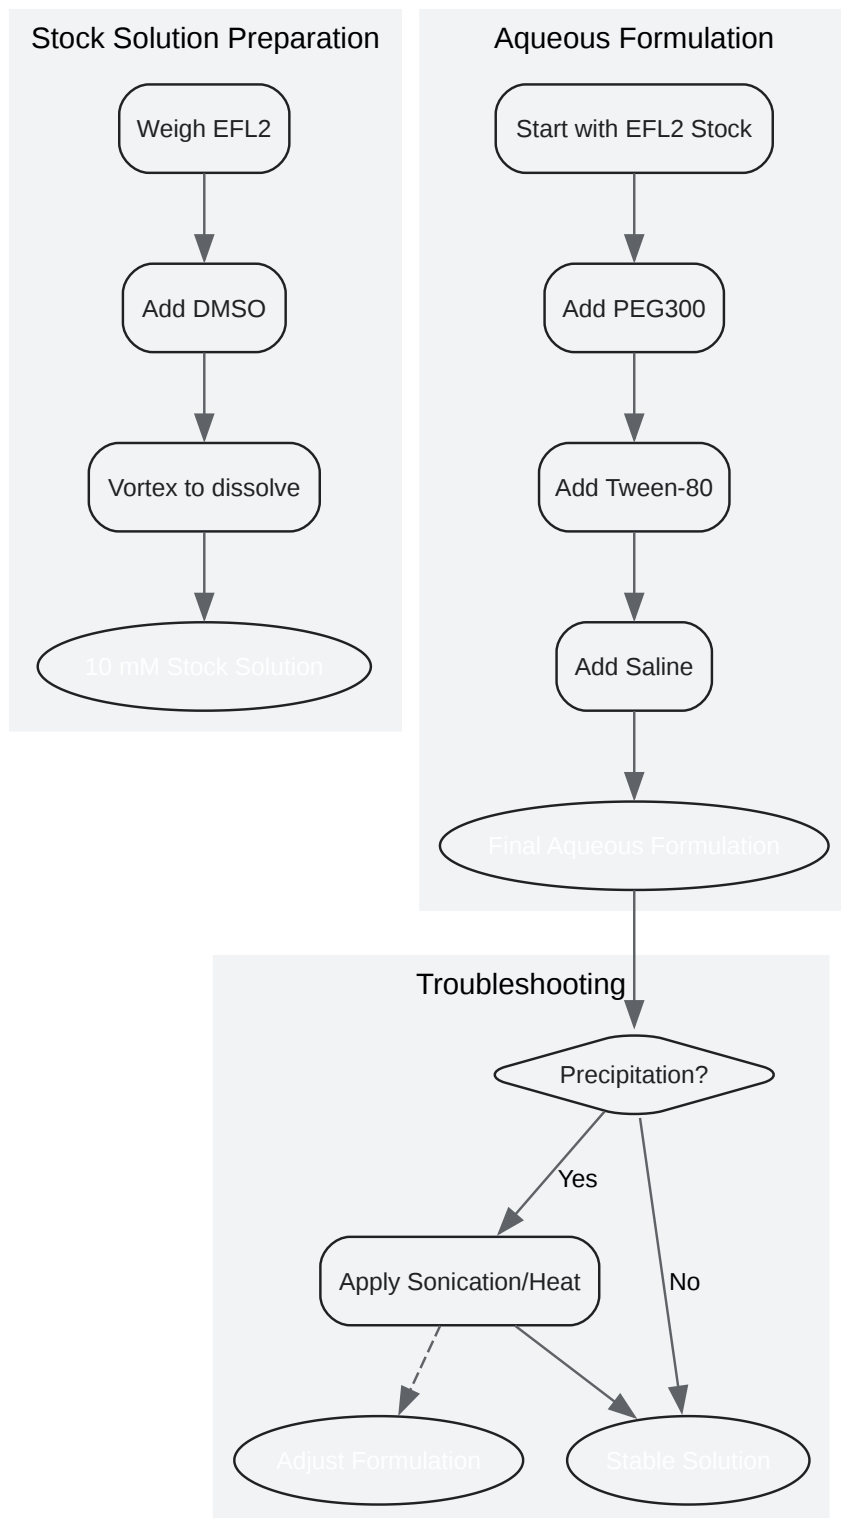 Stock Solution Preparation
Weigh EFL2
Add DMSO
Vortex to dissolve
10 mM Stock Solution
Aqueous Formulation
Start with EFL2 Stock
Add PEG300
Add Tween-80
Add Saline
Final Aqueous Formulation
Troubleshooting
Precipitation?
Yes
No
Apply Sonication/Heat
Adjust Formulation
Stable Solution